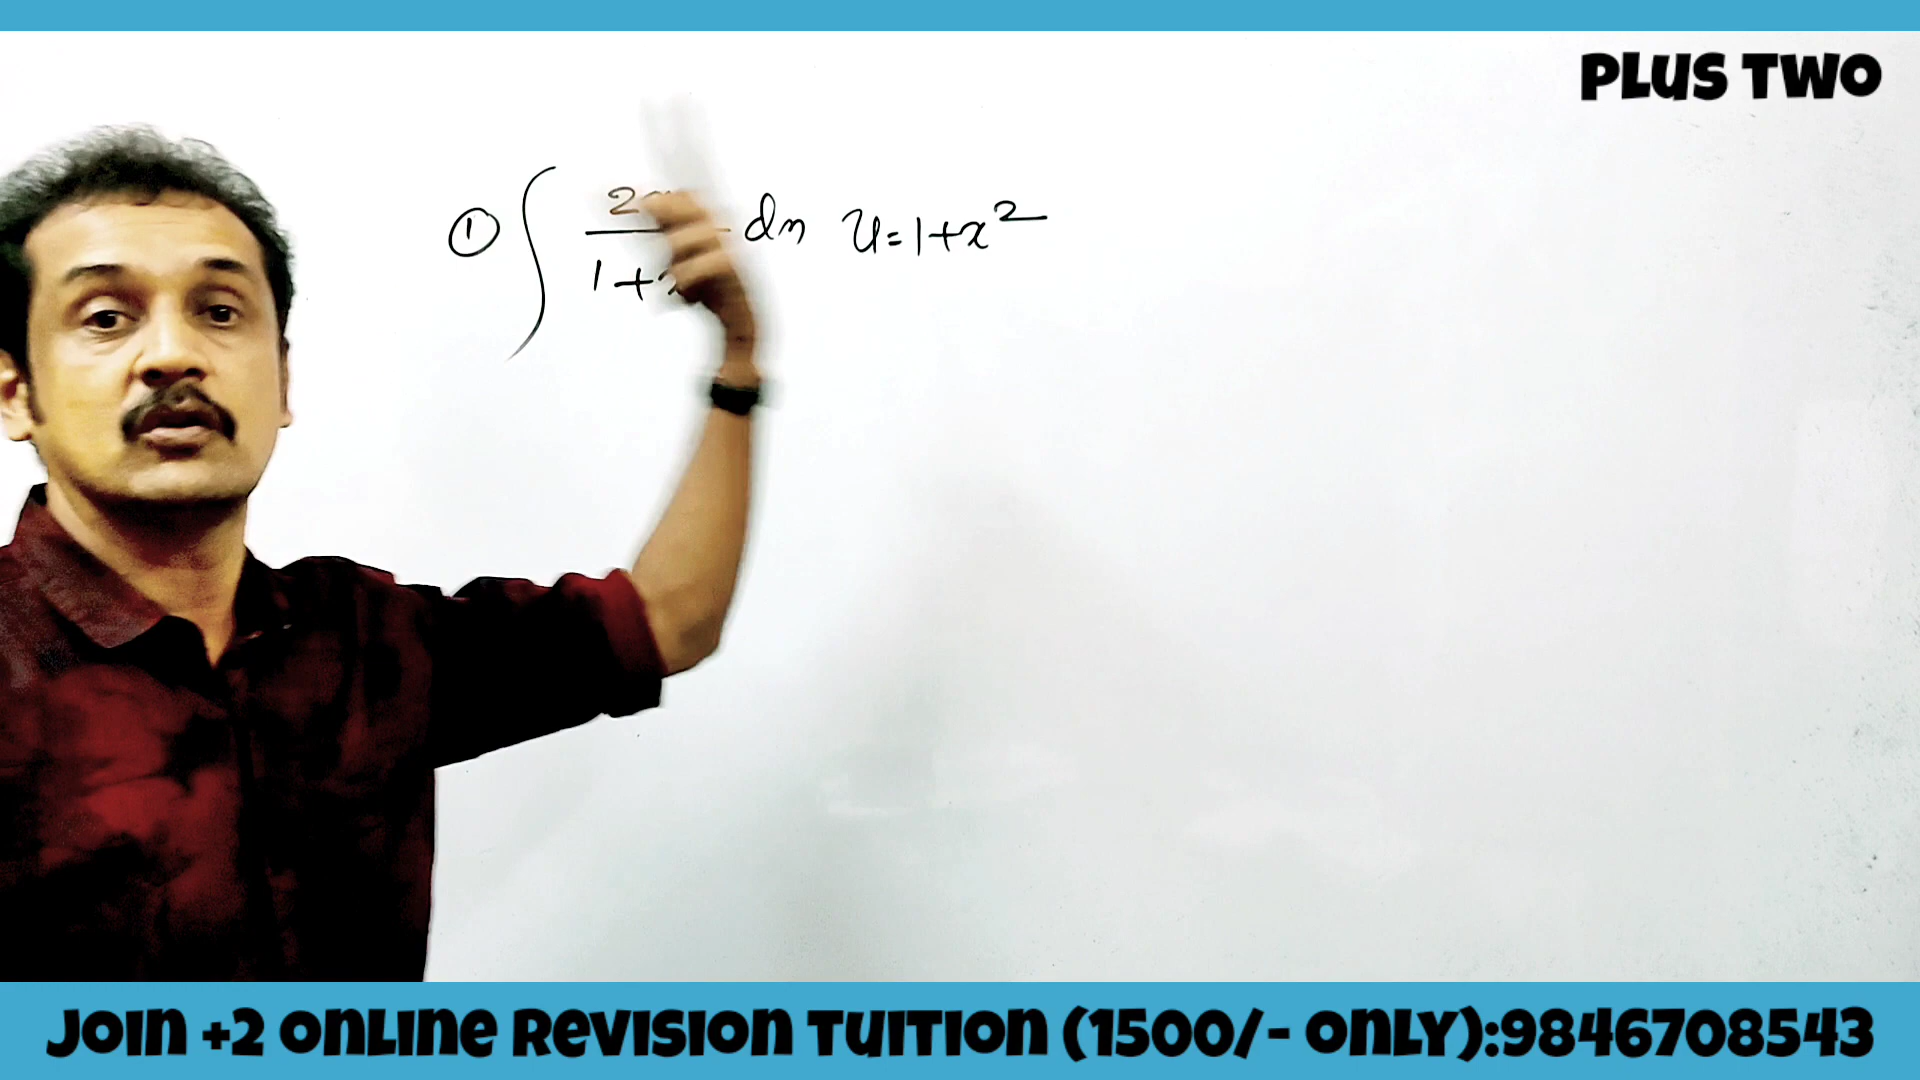 PLUS TWO
① ∫ 2 / 1 + dx u = 1 + x²
JOIN +2 ONLINE REVISION TUITION (1500/- ONLY):9846708543